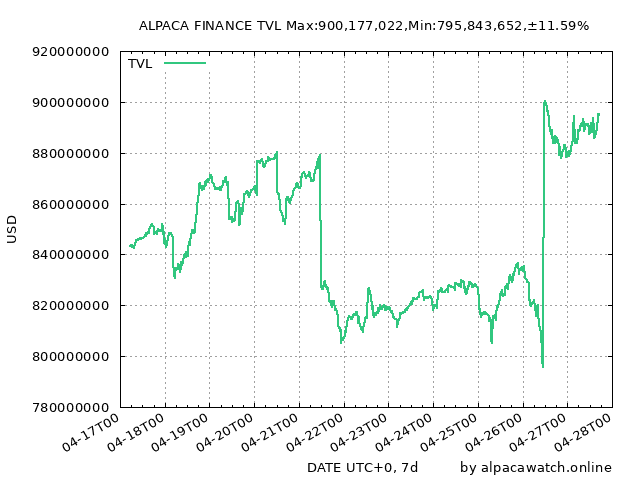 ALPACA FINANCE TVL Max:900,177,022,Min:795,843,652,±11.59%
920000000
TVL
900000000
880000000
860000000
840000000
820000000
800000000
780000000
USD
04-17T00
04-18T00
04-19T00
04-20T00
04-21T00
04-22T00
04-23T00
04-24T00
04-25T00
04-26T00
04-27T00
04-28T00
DATE UTC+0, 7d
by alpacawatch.online